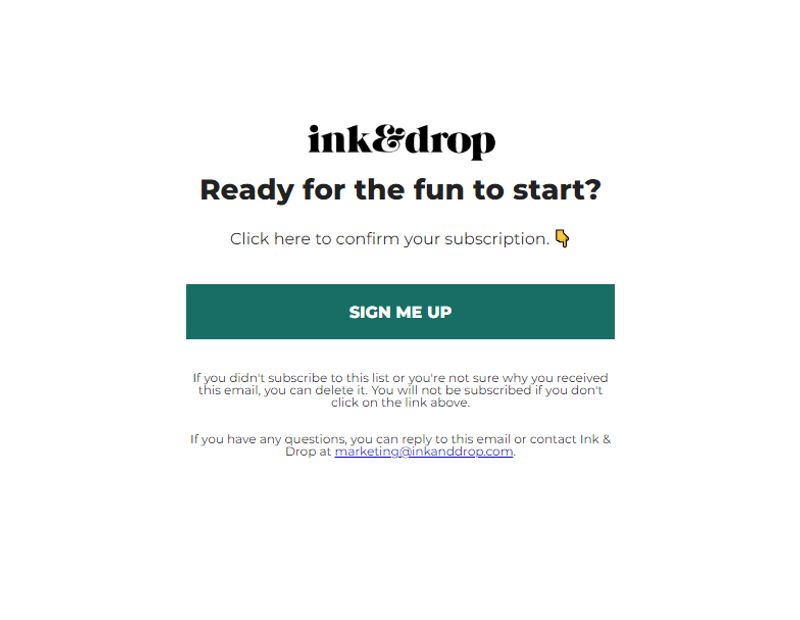 ink&drop
Ready for the fun to start?
Click here to confirm your subscription. 👇
SIGN ME UP
If you didn't subscribe to this list or you're not sure why you received
this email, you can delete it. You will not be subscribed if you don't
click on the link above.
If you have any questions, you can reply to this email or contact Ink &
Drop at marketing@inkanddrop.com.